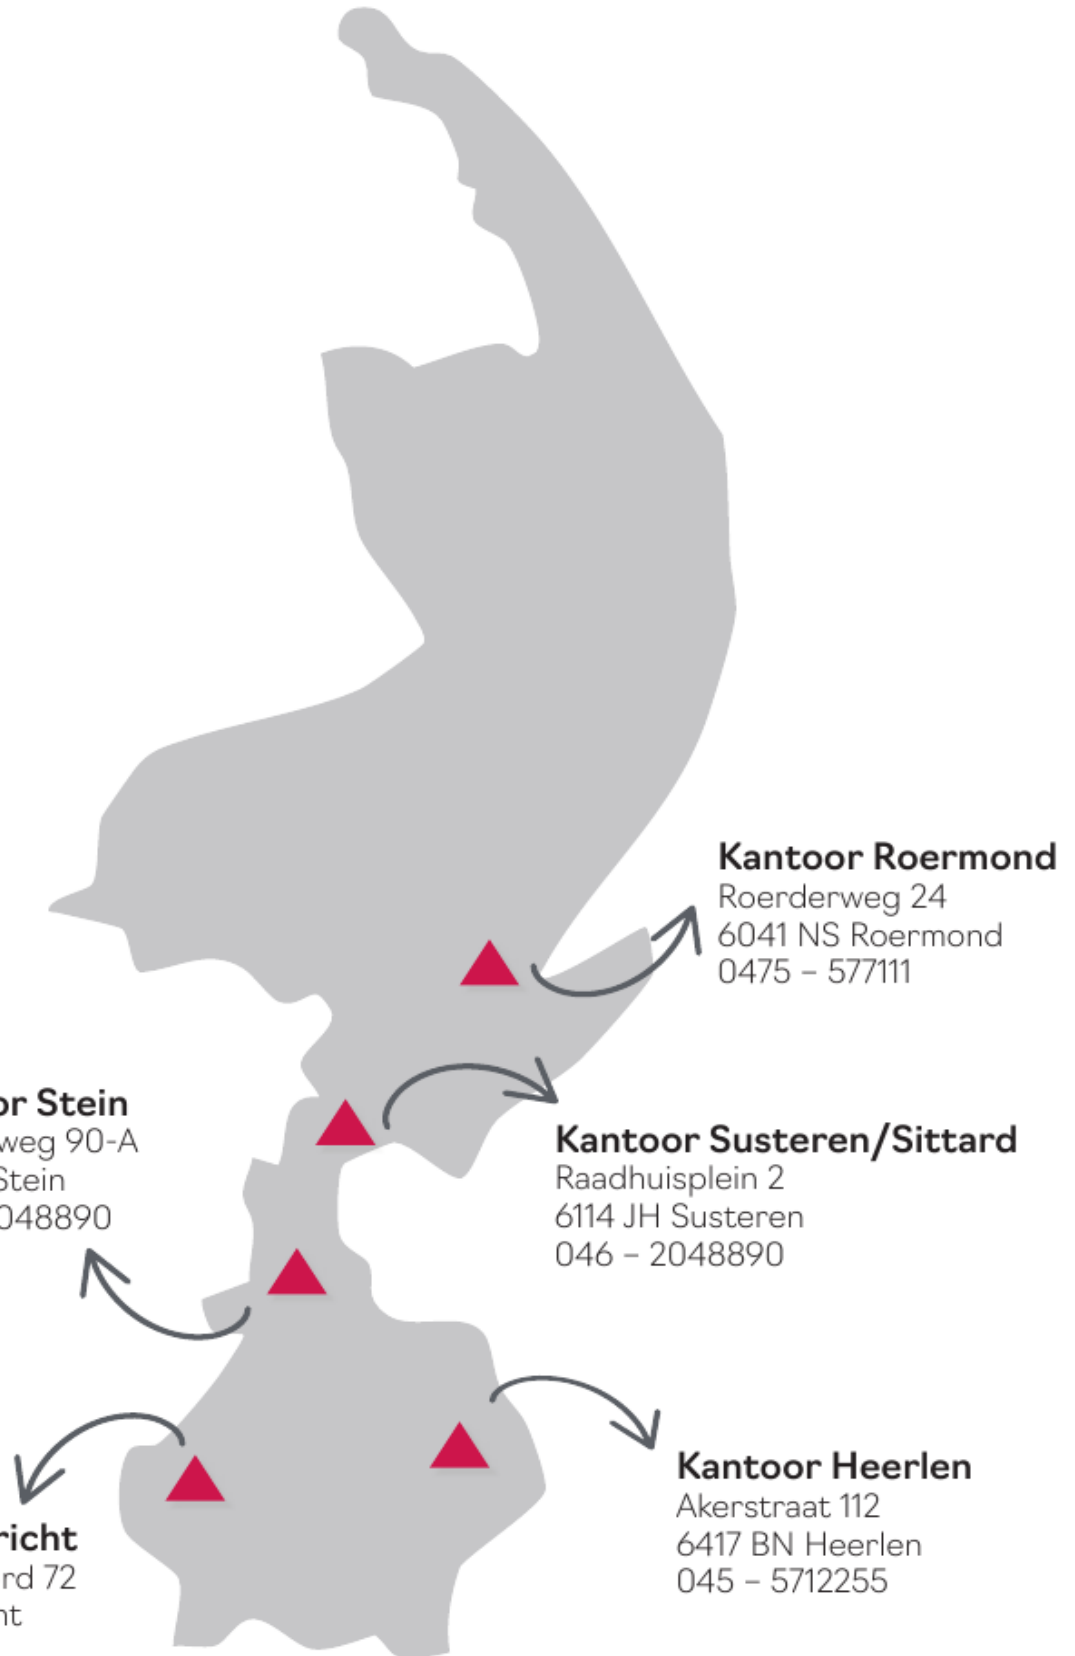 Kantoor Roermond
Roerderweg 24
6041 NS Roermond
0475 – 577111
or Stein
weg 90-A
Stein
048890
Kantoor Susteren/Sittard
Raadhuisplein 2
6114 JH Susteren
046 – 2048890
Kantoor Heerlen
Akerstraat 112
6417 BN Heerlen
045 – 5712255
richt
rd 72
nt